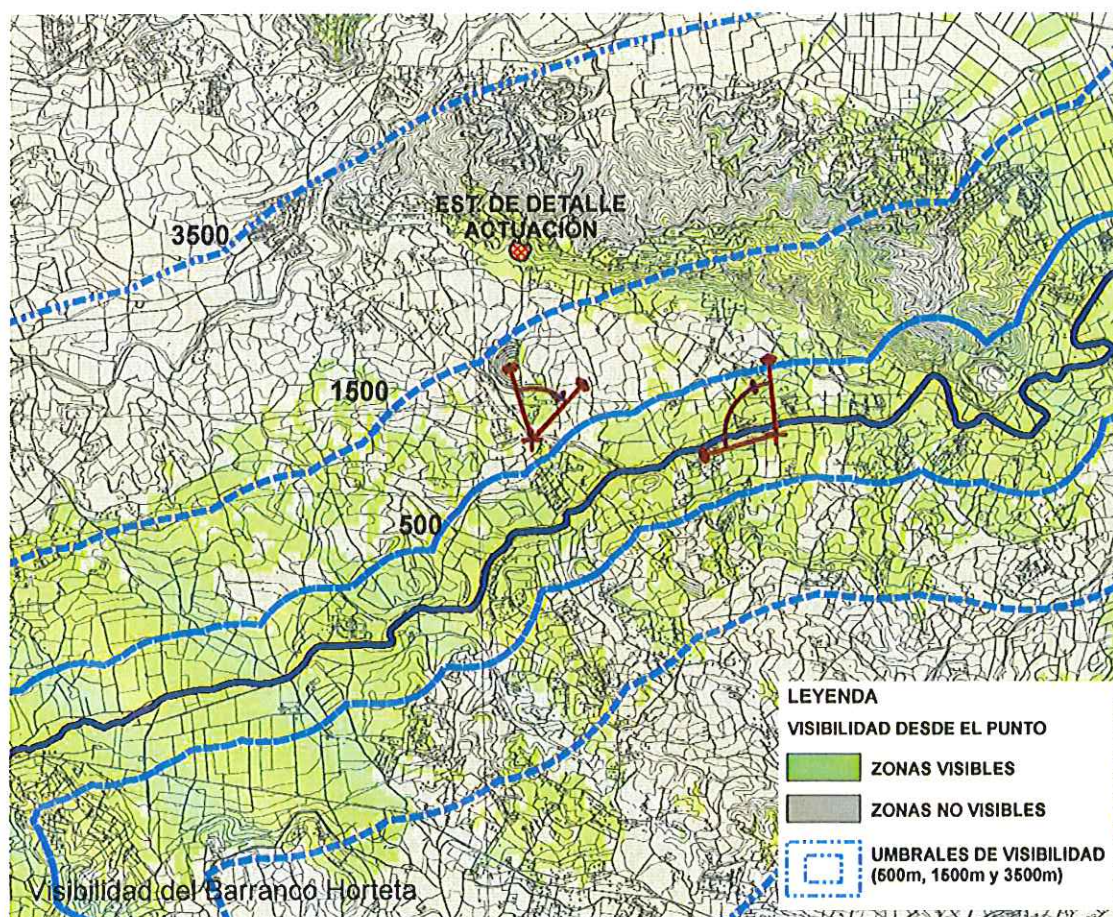 EST. DE DETALLE
ACTUACIÓN
3500
1500
500
LEYENDA
VISIBILIDAD DESDE EL PUNTO
ZONAS VISIBLES
ZONAS NO VISIBLES
UMBRALES DE VISIBILIDAD
(500m, 1500m y 3500m)
Visibilidad del Barranco Horteta